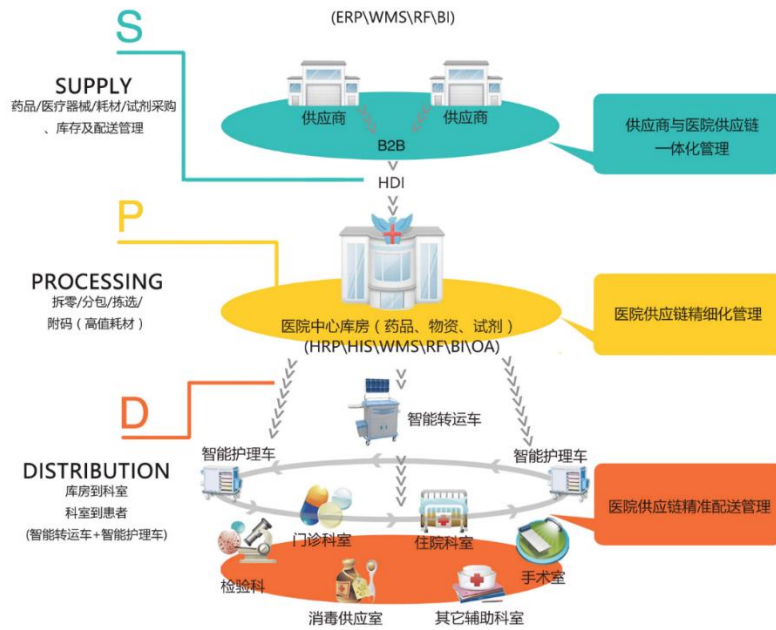 (ERP\WMS\RF\BI)
S
SUPPLY
药品/医疗器械/耗材/试剂采购
、库存及配送管理
供应商
供应商
B2B
供应商与医院供应链
一体化管理
HDI
P
PROCESSING
拆零/分包/拣选/
附码（高值耗材）
医院中心库房（药品、物资、试剂）
(HRP\HIS\WMS\RF\BI\OA)
医院供应链精细化管理
D
智能转运车
智能护理车
智能护理车
DISTRIBUTION
库房到科室
科室到患者
(智能转运车+智能护理车)
医院供应链精准配送管理
门诊科室
住院科室
检验科
手术室
消毒供应室
其它辅助科室